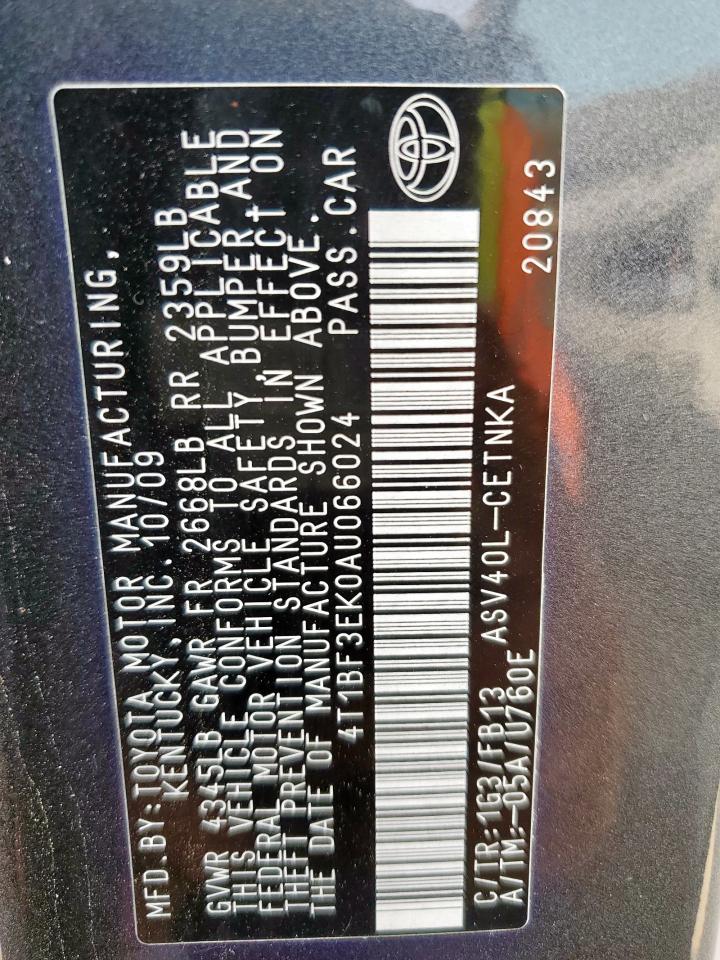 MFD.BY:TOYOTA MOTOR MANUFACTURING,
KENTUCKY,INC.10/09
GVWR 4345LB GAWR FR 2668LB RR 2359LB
THIS VEHICLE CONFORMS TO ALL APPLICABLE
FEDERAL MOTOR VEHICLE SAFETY, BUMPER,AND
THEFT PREVENTION STANDARDS IN EFFECT ON
THE DATE OF MANUFACTURE SHOWN ABOVE.
4T1BF3EK0AU066024 PASS.CAR
C/TR:1G3/FB13 ASV40L-CETNKA
A/TM:-05A/U760E 20843